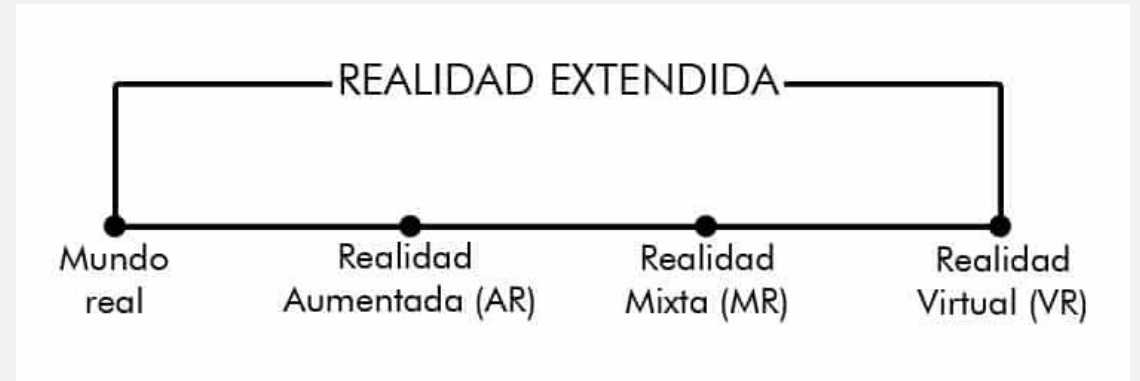 REALIDAD EXTENDIDA
Mundo
real
Realidad
Aumentada (AR)
Realidad
Mixta (MR)
Realidad
Virtual (VR)